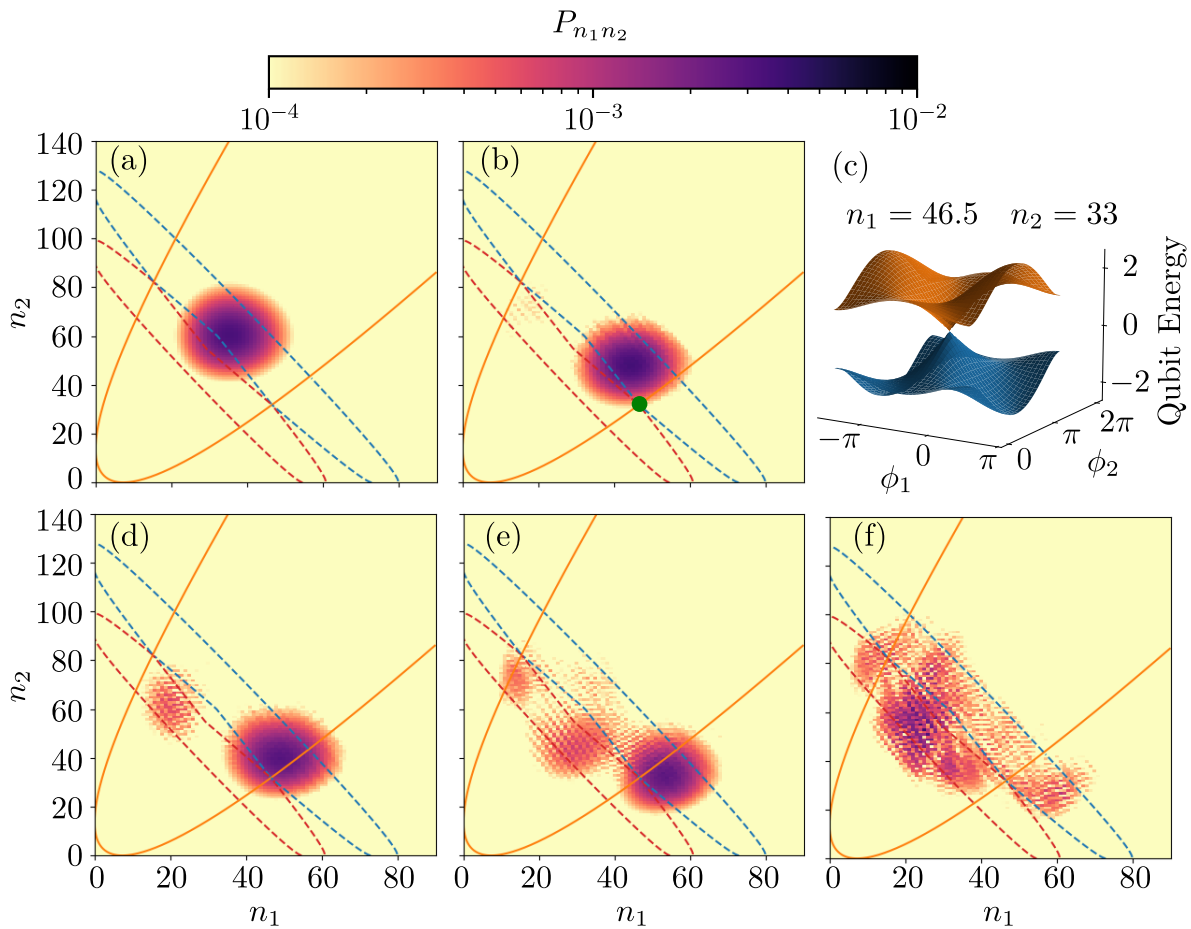 P_{n_1 n_2}
10^{-4} 10^{-3} 10^{-2}
(a)
n_2
140
120
100
80
60
40
20
0
(b)
(c)
n_1 = 46.5 n_2 = 33
Qubit Energy
2
0
−2
−π 0 π
ϕ_1
0 π 2π
ϕ_2
(d)
n_2
140
120
100
80
60
40
20
0
0 20 40 60 80
n_1
(e)
0 20 40 60 80
n_1
(f)
0 20 40 60 80
n_1